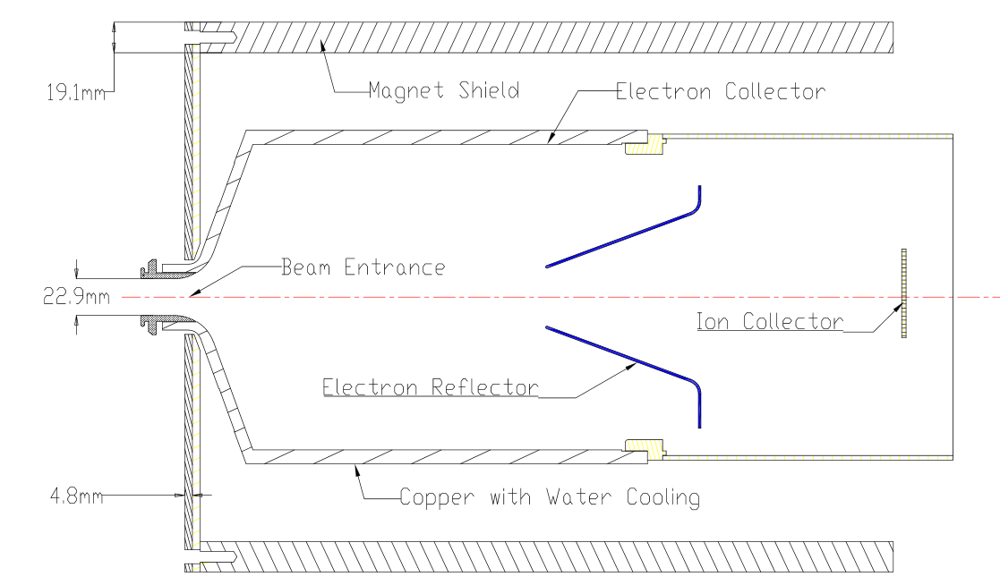 19.1mm
Magnet Shield
Electron Collector
Beam Entrance
22.9mm
Ion Collector
Electron Reflector
4.8mm
Copper with Water Cooling